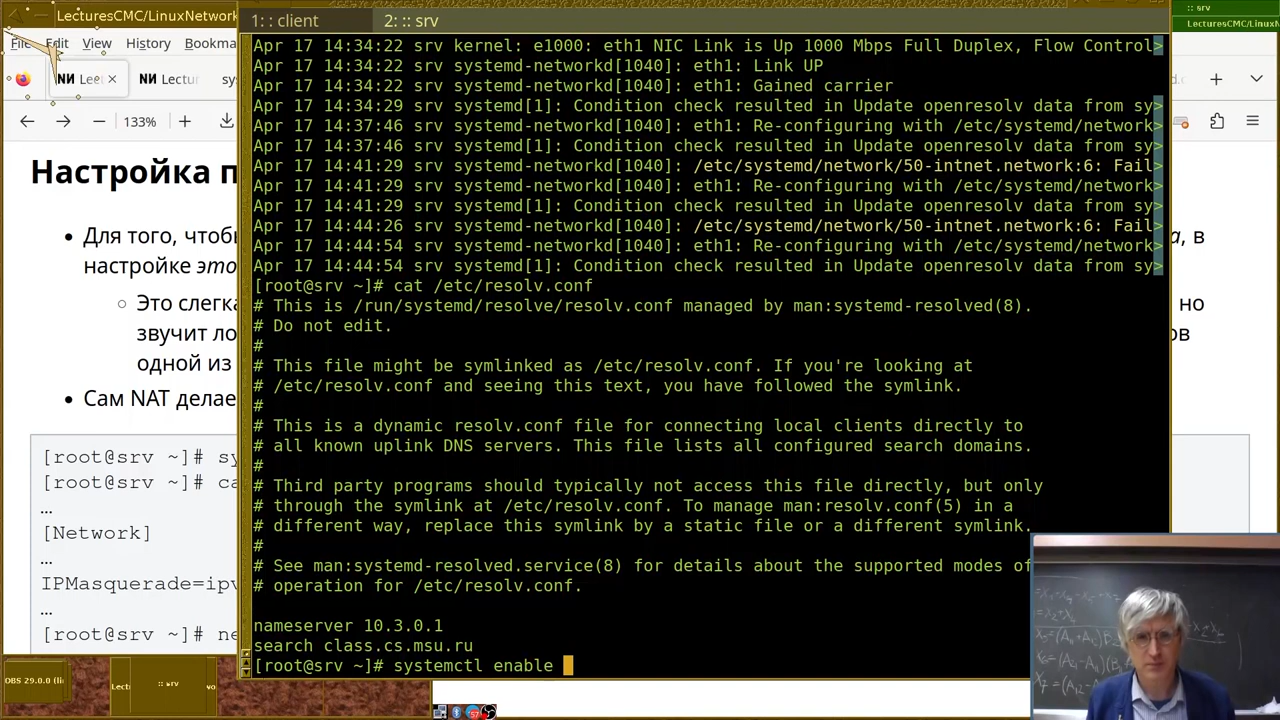 LecturesCMC/LinuxNetwork
1: : client
2: :: srv
:: srv
LecturesCMC/LinuxNetwork
File Edit View History Bookma
Lec
Lectu
sy
133%
Настройка п
Для того, чтобы
настройке это
Это слегка
звучит ло
одной из
Сам NAT делае
[root@srv ~]# sy
[root@srv ~]# ca
…
[Network]
…
IPMasquerade=ipv
…
[root@srv ~]# ne
а, в
но
ов
Apr 17 14:34:22 srv kernel: e1000: eth1 NIC Link is Up 1000 Mbps Full Duplex, Flow Control>
Apr 17 14:34:22 srv systemd-networkd[1040]: eth1: Link UP
Apr 17 14:34:22 srv systemd-networkd[1040]: eth1: Gained carrier
Apr 17 14:34:29 srv systemd[1]: Condition check resulted in Update openresolv data from sy>
Apr 17 14:37:46 srv systemd-networkd[1040]: eth1: Re-configuring with /etc/systemd/network>
Apr 17 14:37:46 srv systemd[1]: Condition check resulted in Update openresolv data from sy>
Apr 17 14:41:29 srv systemd-networkd[1040]: /etc/systemd/network/50-intnet.network:6: Fail>
Apr 17 14:41:29 srv systemd-networkd[1040]: eth1: Re-configuring with /etc/systemd/network>
Apr 17 14:41:29 srv systemd[1]: Condition check resulted in Update openresolv data from sy>
Apr 17 14:44:26 srv systemd-networkd[1040]: /etc/systemd/network/50-intnet.network:6: Fail>
Apr 17 14:44:54 srv systemd-networkd[1040]: eth1: Re-configuring with /etc/systemd/network>
Apr 17 14:44:54 srv systemd[1]: Condition check resulted in Update openresolv data from sy>
[root@srv ~]# cat /etc/resolv.conf
# This is /run/systemd/resolve/resolv.conf managed by man:systemd-resolved(8).
# Do not edit.
#
# This file might be symlinked as /etc/resolv.conf. If you're looking at
# /etc/resolv.conf and seeing this text, you have followed the symlink.
#
# This is a dynamic resolv.conf file for connecting local clients directly to
# all known uplink DNS servers. This file lists all configured search domains.
#
# Third party programs should typically not access this file directly, but only
# through the symlink at /etc/resolv.conf. To manage man:resolv.conf(5) in a
# different way, replace this symlink by a static file or a different symlink.
#
# See man:systemd-resolved.service(8) for details about the supported modes of
# operation for /etc/resolv.conf.
nameserver 10.3.0.1
search class.cs.msu.ru
[root@srv ~]# systemctl enable
OBS 29.0.0 (li
Lect
:: srv